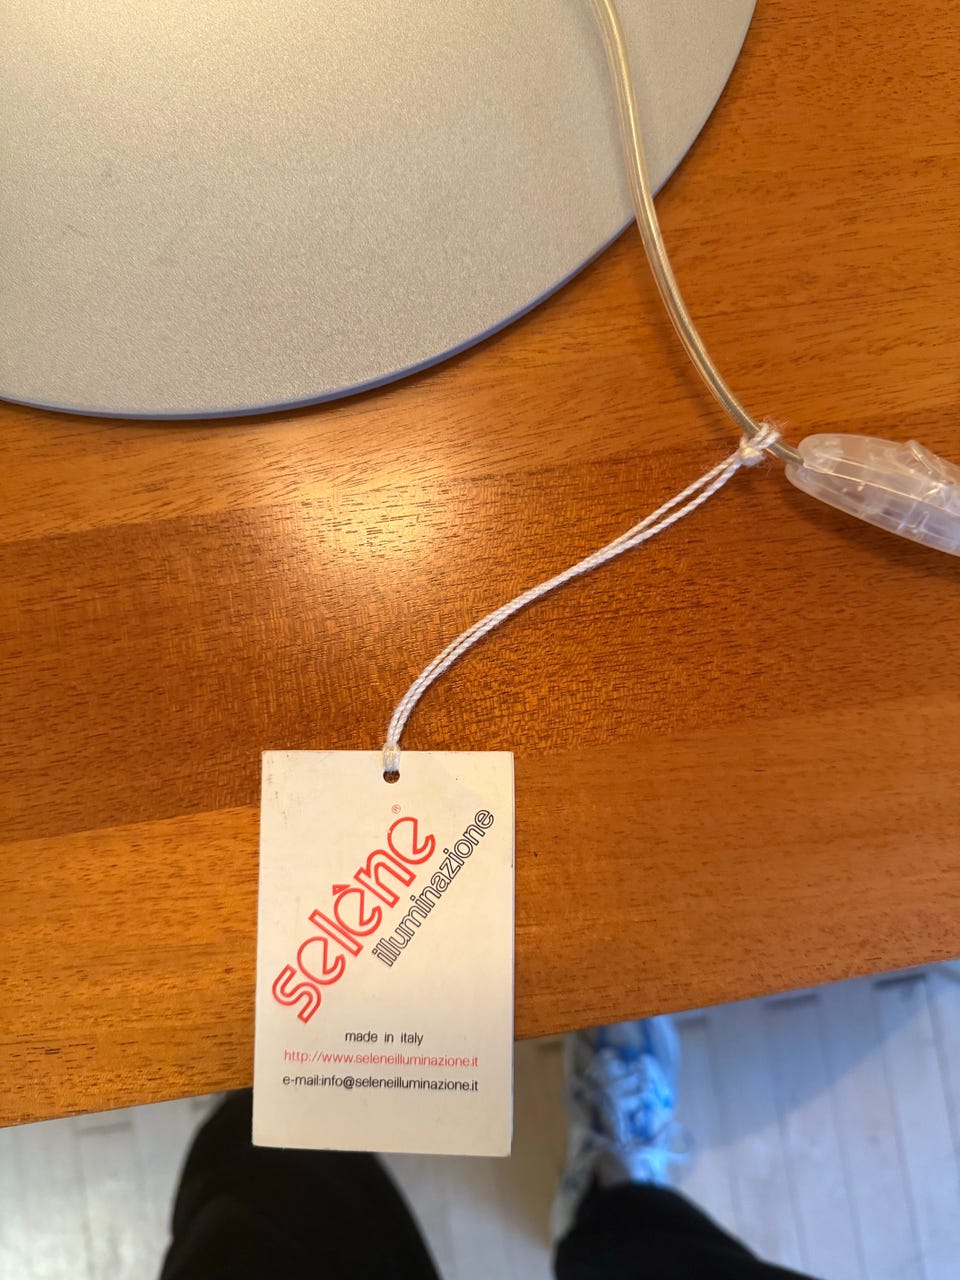 selène®
illuminazione
made in italy
http://www.seleneilluminazione.it
e-mail:info@seleneilluminazione.it